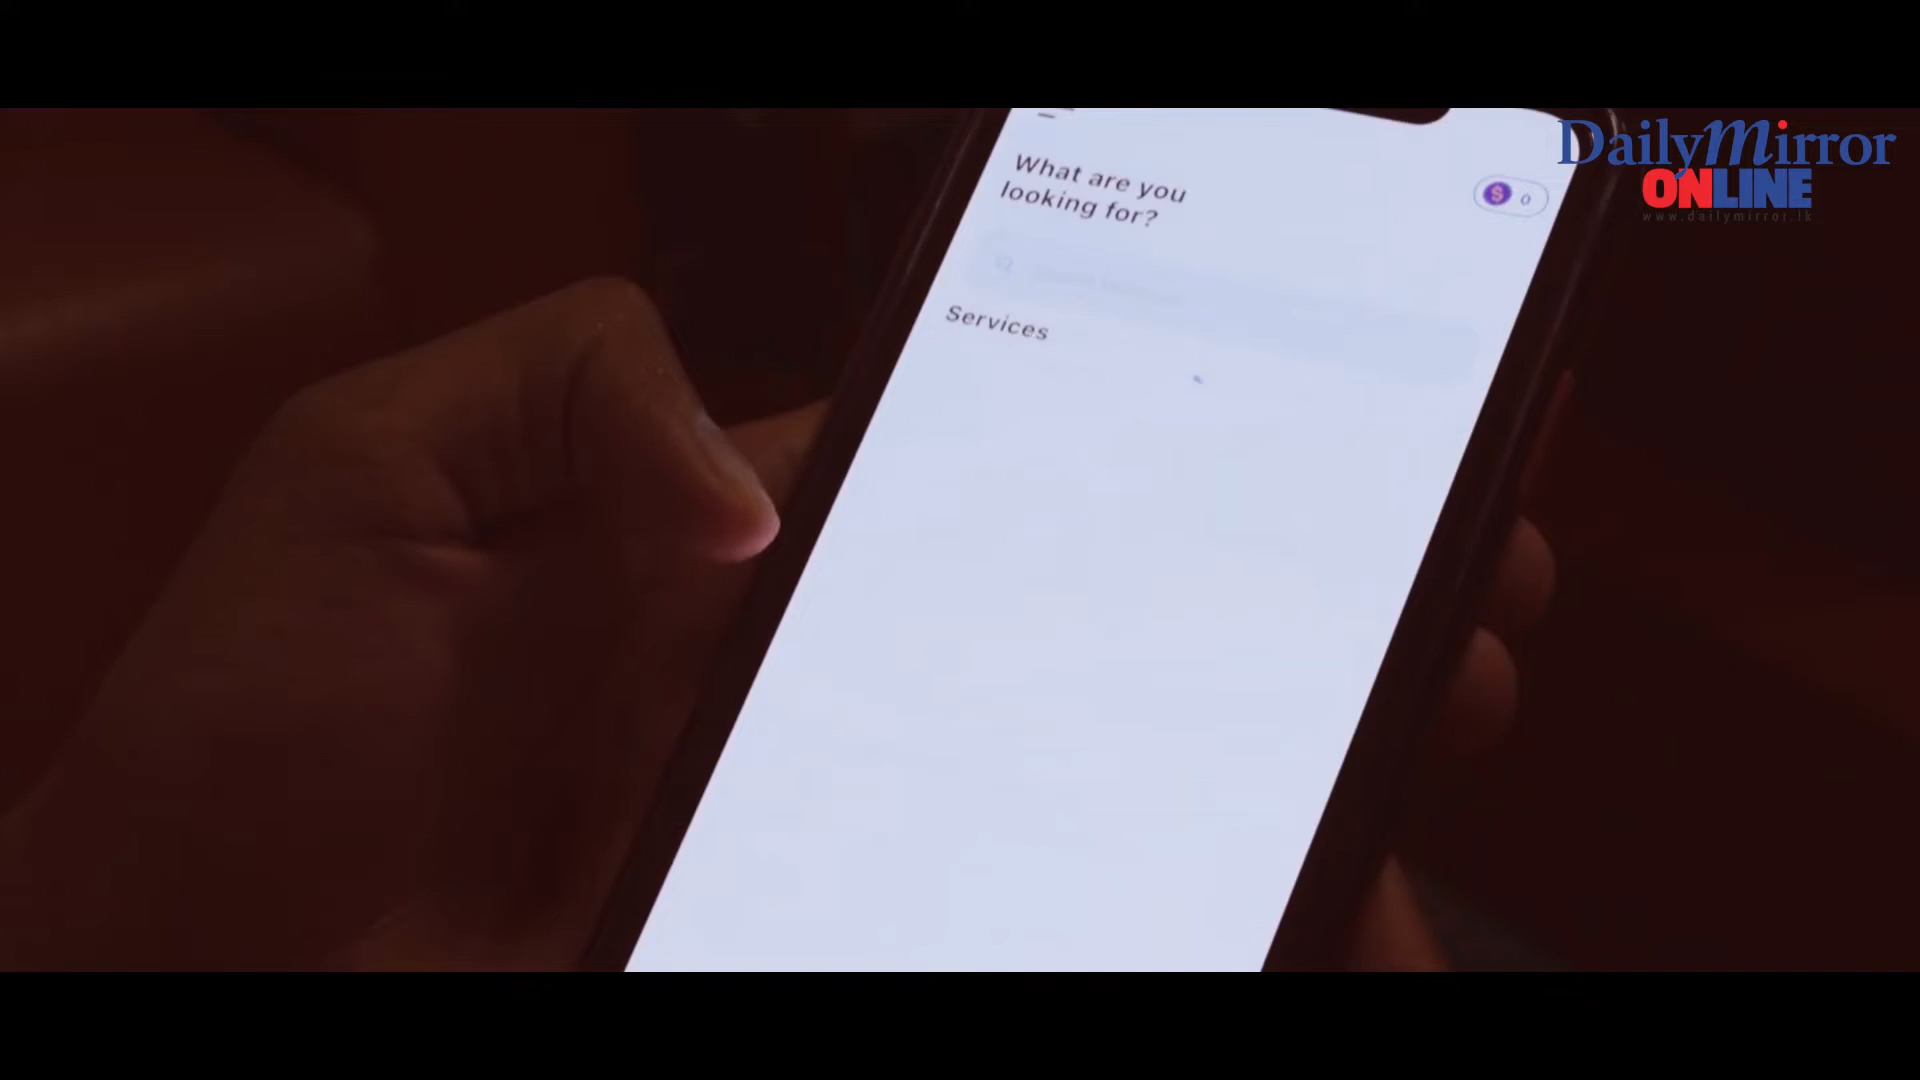 What are you
looking for?
$ 0
Services
DailyMirror
ONLINE
www.dailymirror.lk